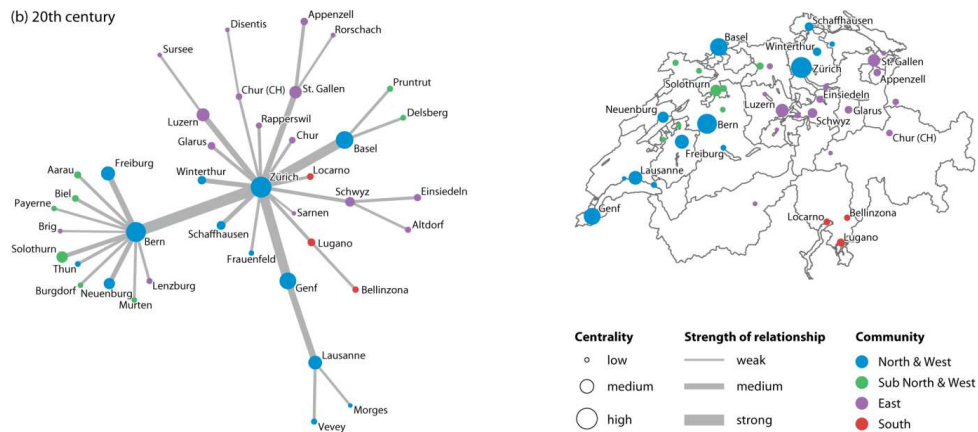 (b) 20th century
Disentis
Appenzell
Rorschach
Sursee
Pruntrut
Chur (CH)
St. Gallen
Luzern
Rapperswil
Delsberg
Glarus
Chur
Basel
Aarau
Freiburg
Winterthur
Zürich
Locarno
Biel
Schwyz
Einsiedeln
Payerne
Sarnen
Brig
Bern
Schaffhausen
Altdorf
Solothurn
Lugano
Thun
Frauenfeld
Burgdorf
Neuenburg
Lenzburg
Genf
Bellinzona
Murten
Lausanne
Morges
Vevey
Schaffhausen
Basel
Winterthur
Zürich
St. Gallen
Appenzell
Solothurn
Einsiedeln
Luzern
Glarus
Neuenburg
Bern
Schwyz
Chur (CH)
Freiburg
Lausanne
Genf
Locarno
Bellinzona
Lugano
Centrality
low
medium
high
Strength of relationship
weak
medium
strong
Community
North & West
Sub North & West
East
South